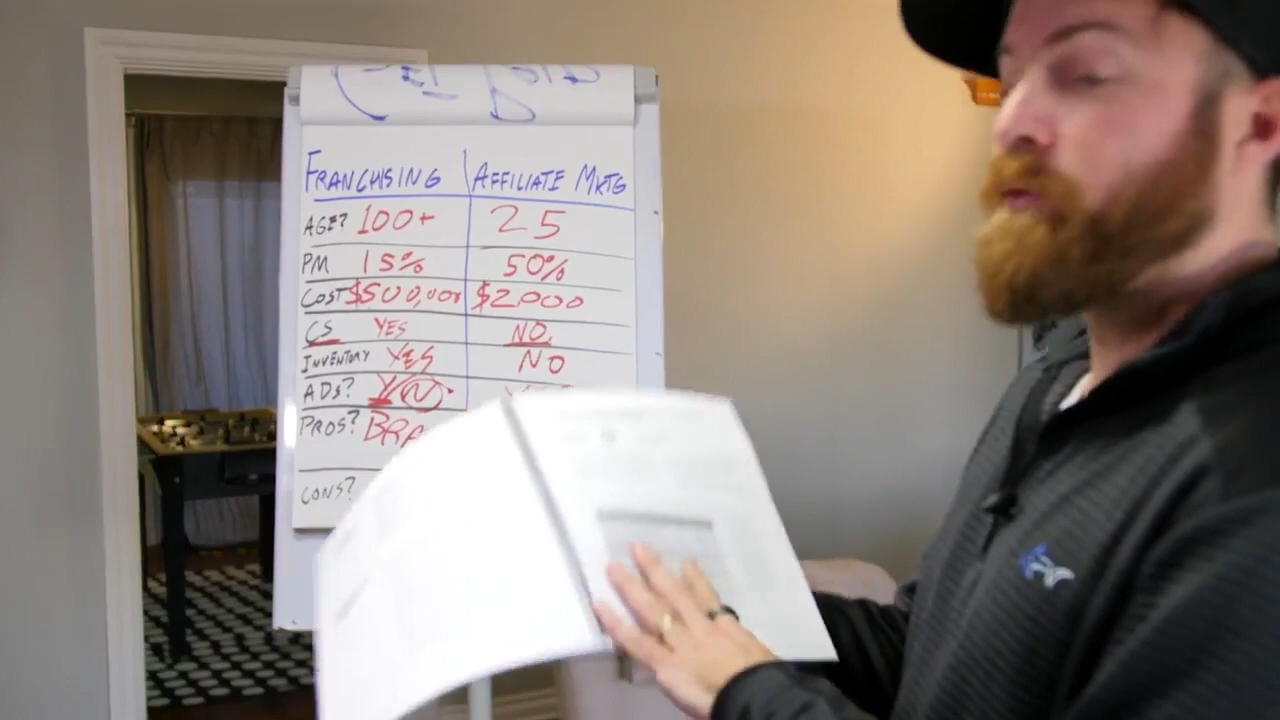 FRANCHISING AFFILIATE MKTG
AGE? 100+ 25
PM 15% 50%
COST $500,000 $2,000
CS YES NO.
INVENTORY YES NO
ADS? Y/N
PROS? BRA
CONS?